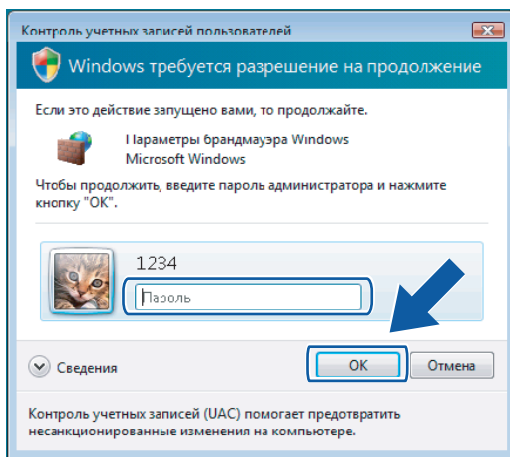 Контроль учетных записей пользователей
Windows требуется разрешение на продолжение
Если это действие запущено вами, то продолжайте.
Параметры брандмауэра Windows
Microsoft Windows
Чтобы продолжить, введите пароль администратора и нажмите
кнопку "ОК".
1234
Пароль
Сведения
ОК
Отмена
Контроль учетных записей (UAC) помогает предотвратить
несанкционированные изменения на компьютере.